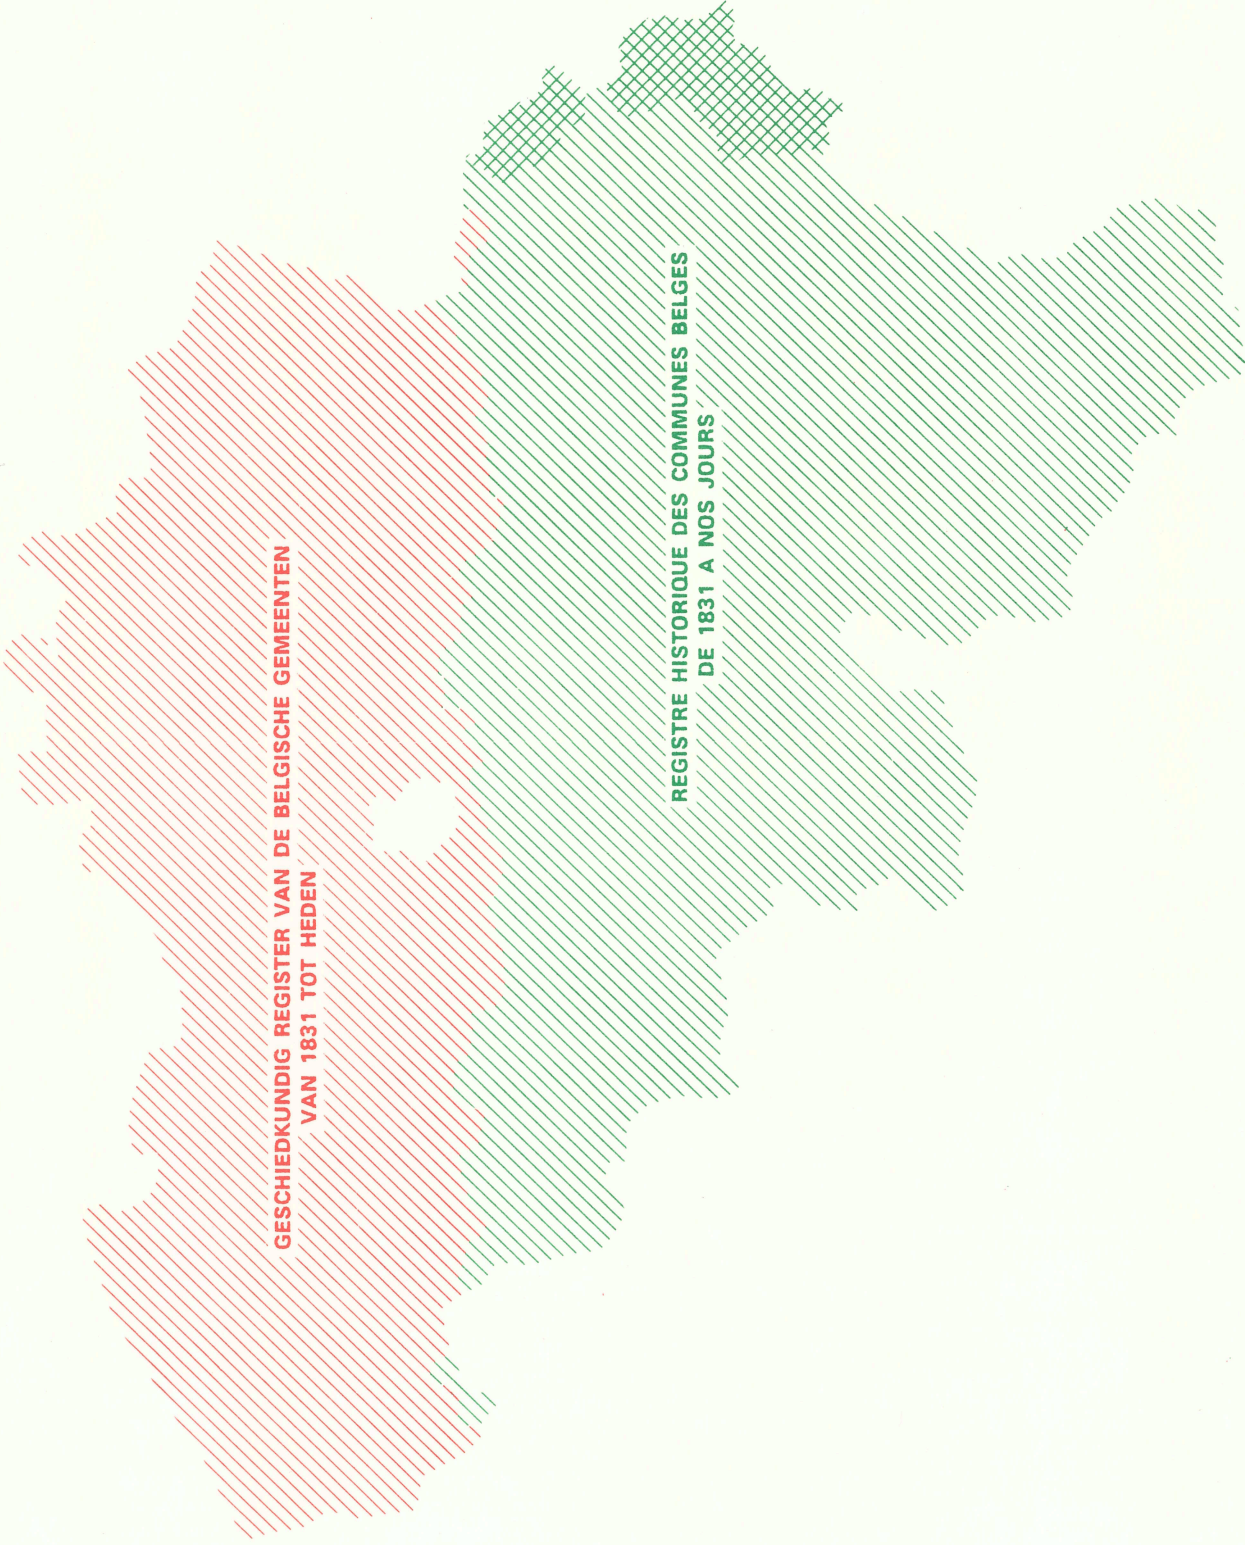 GESCHIEDKUNDIG REGISTER VAN DE BELGISCHE GEMEENTEN
VAN 1831 TOT HEDEN
REGISTRE HISTORIQUE DES COMMUNES BELGES
DE 1831 A NOS JOURS